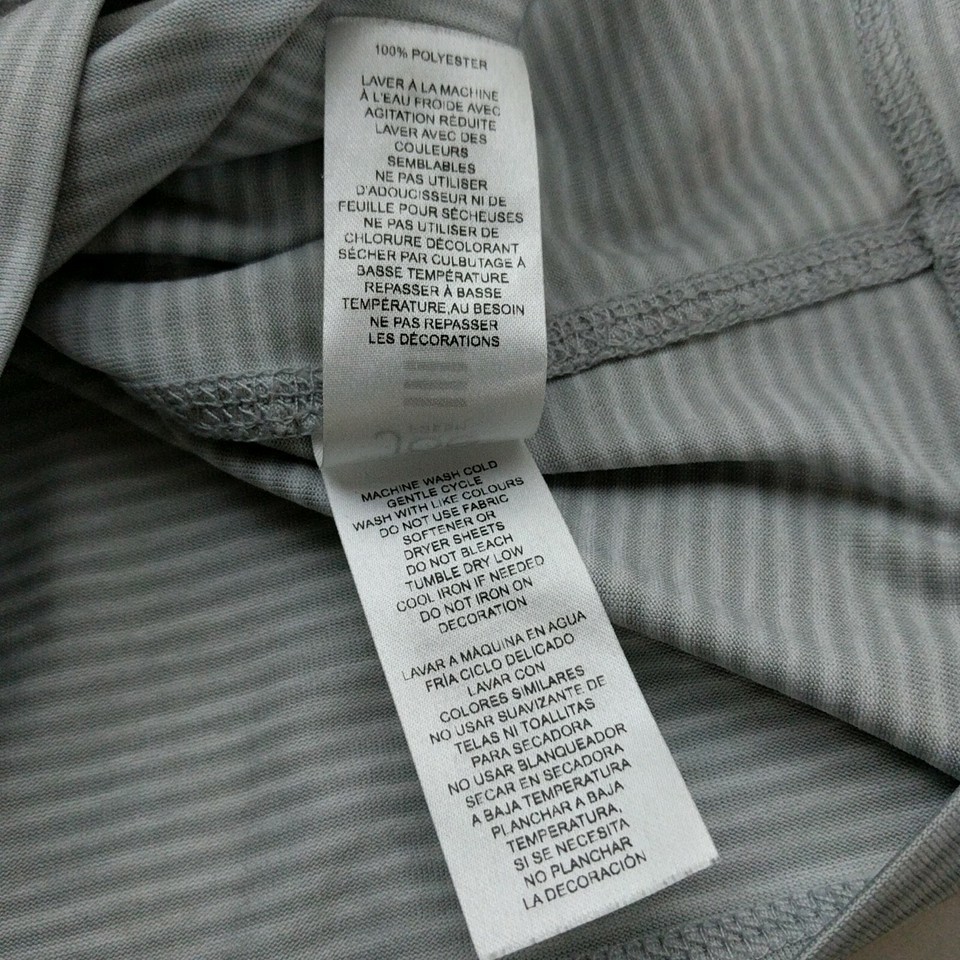 100% POLYESTER
LAVER À LA MACHINE
À L'EAU FROIDE AVEC
AGITATION RÉDUITE
LAVER AVEC DES
COULEURS
SEMBLABLES
NE PAS UTILISER
D'ADOUCISSEUR NI DE
FEUILLE POUR SÉCHEUSES
NE PAS UTILISER DE
CHLORURE DÉCOLORANT
SÉCHER PAR CULBUTAGE À
BASSE TEMPÉRATURE
REPASSER À BASSE
TEMPÉRATURE,AU BESOIN
NE PAS REPASSER
LES DÉCORATIONS
MACHINE WASH COLD
GENTLE CYCLE
WASH WITH LIKE COLOURS
DO NOT USE FABRIC
SOFTENER OR
DRYER SHEETS
DO NOT BLEACH
TUMBLE DRY LOW
COOL IRON IF NEEDED
DO NOT IRON ON
DECORATION
LAVAR A MÁQUINA EN AGUA
FRÍA CICLO DELICADO
LAVAR CON
COLORES SIMILARES
NO USAR SUAVIZANTE DE
TELAS NI TOALLITAS
PARA SECADORA
NO USAR BLANQUEADOR
SECAR EN SECADORA
A BAJA TEMPERATURA
PLANCHAR A BAJA
TEMPERATURA,
SI SE NECESITA
NO PLANCHAR
LA DECORACIÓN